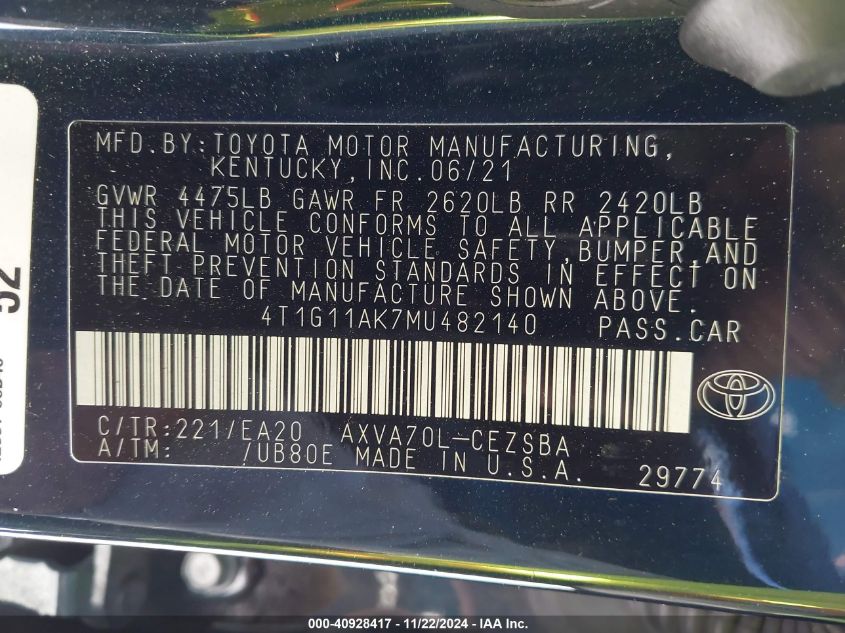 MFD.BY:TOYOTA MOTOR MANUFACTURING,
KENTUCKY,INC.06/21
GVWR 4475LB GAWR FR 2620LB RR 2420LB
THIS VEHICLE CONFORMS TO ALL APPLICABLE
FEDERAL MOTOR VEHICLE SAFETY,BUMPER,AND
THEFT PREVENTION STANDARDS IN EFFECT ON
THE DATE OF MANUFACTURE SHOWN ABOVE.
4T1G11AK7MU482140 PASS.CAR
C/TR:221/EA20 AXVA70L-CEZSBA
A/TM: /UB80E MADE IN U.S.A. 29774
52
000-40928417 - 11/22/2024 - IAA Inc.